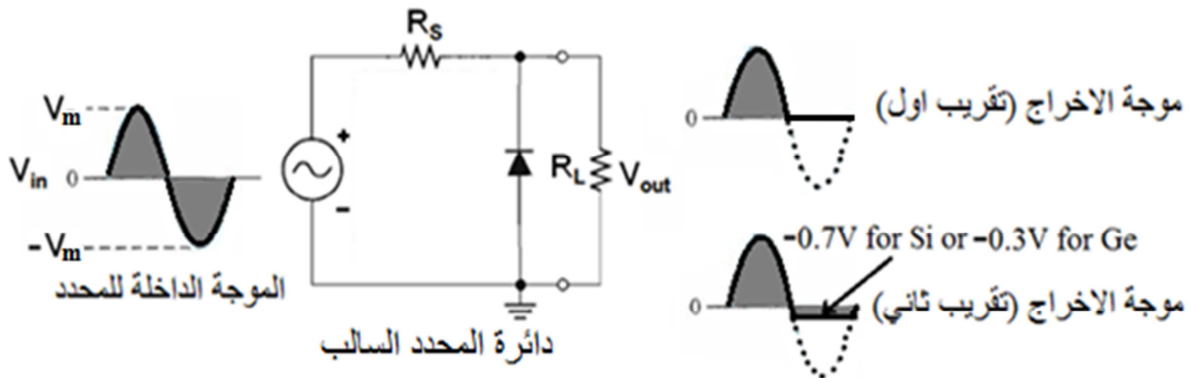 Vm
Vin 0
-Vm
الموجة الداخلة للمحدد
RS
+
-
RL
Vout
دائرة المحدد السالب
0
موجة الاخراج (تقريب اول)
-0.7V for Si or -0.3V for Ge
0
موجة الاخراج (تقريب ثاني)